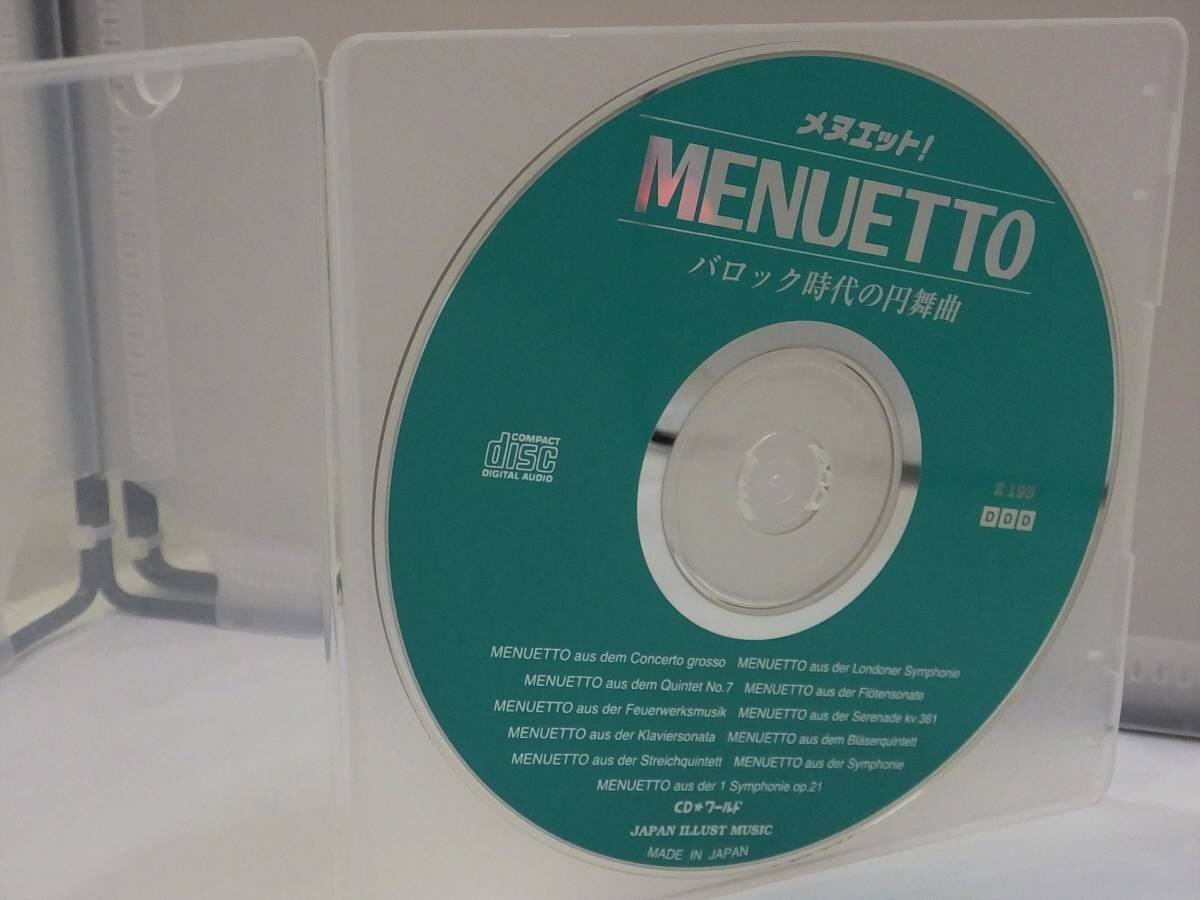 メヌエット!
MENUETTO
バロック時代の円舞曲
COMPACT
disc
DIGITAL AUDIO
Z 195
DDD
MENUETTO aus dem Concerto grosso MENUETTO aus der Londoner Symphonie
MENUETTO aus dem Quintet No.7 MENUETTO aus der Flötensonate
MENUETTO aus der Feuerwerksmusik MENUETTO aus der Serenade kv.361
MENUETTO aus der Klaviersonata MENUETTO aus dem Bläserquintett
MENUETTO aus der Streichquintett MENUETTO aus der Symphonie
MENUETTO aus der 1 Symphonie op.21
CD★ワールド
JAPAN ILLUST MUSIC
MADE IN JAPAN